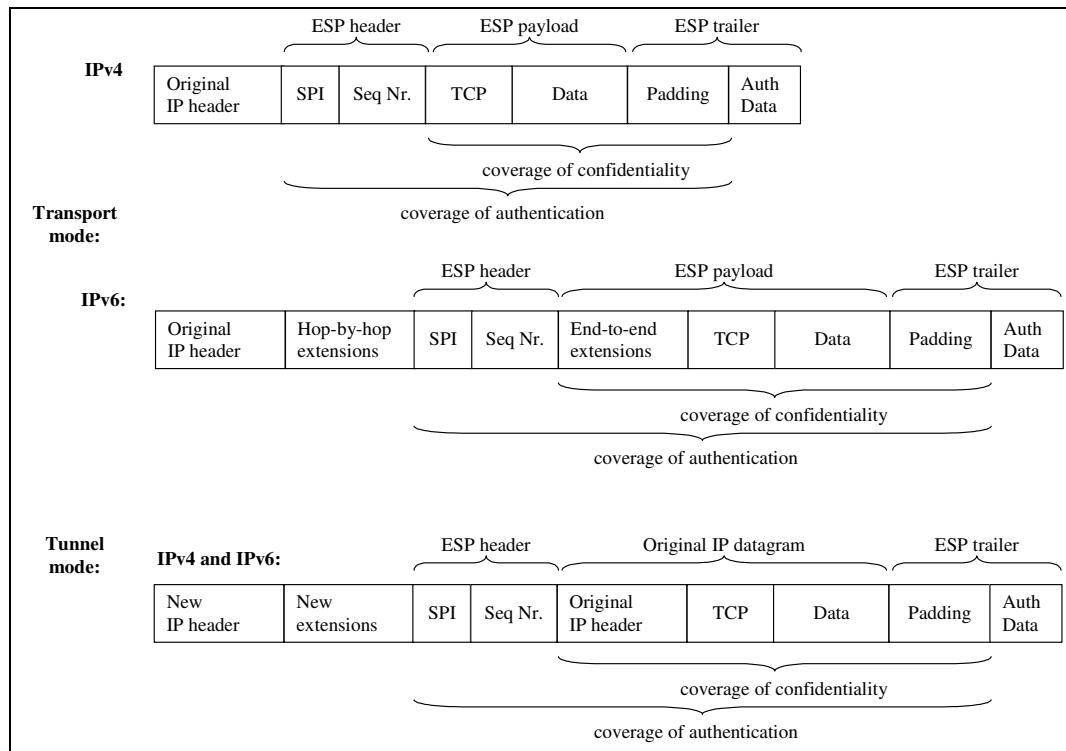 ESP header ESP payload ESP trailer
IPv4
Original IP header SPI Seq Nr. TCP Data Padding Auth Data
coverage of confidentiality
coverage of authentication
Transport mode:
ESP header ESP payload ESP trailer
IPv6:
Original IP header Hop-by-hop extensions SPI Seq Nr. End-to-end extensions TCP Data Padding Auth Data
coverage of confidentiality
coverage of authentication
Tunnel mode:
IPv4 and IPv6:
ESP header Original IP datagram ESP trailer
New IP header New extensions SPI Seq Nr. Original IP header TCP Data Padding Auth Data
coverage of confidentiality
coverage of authentication